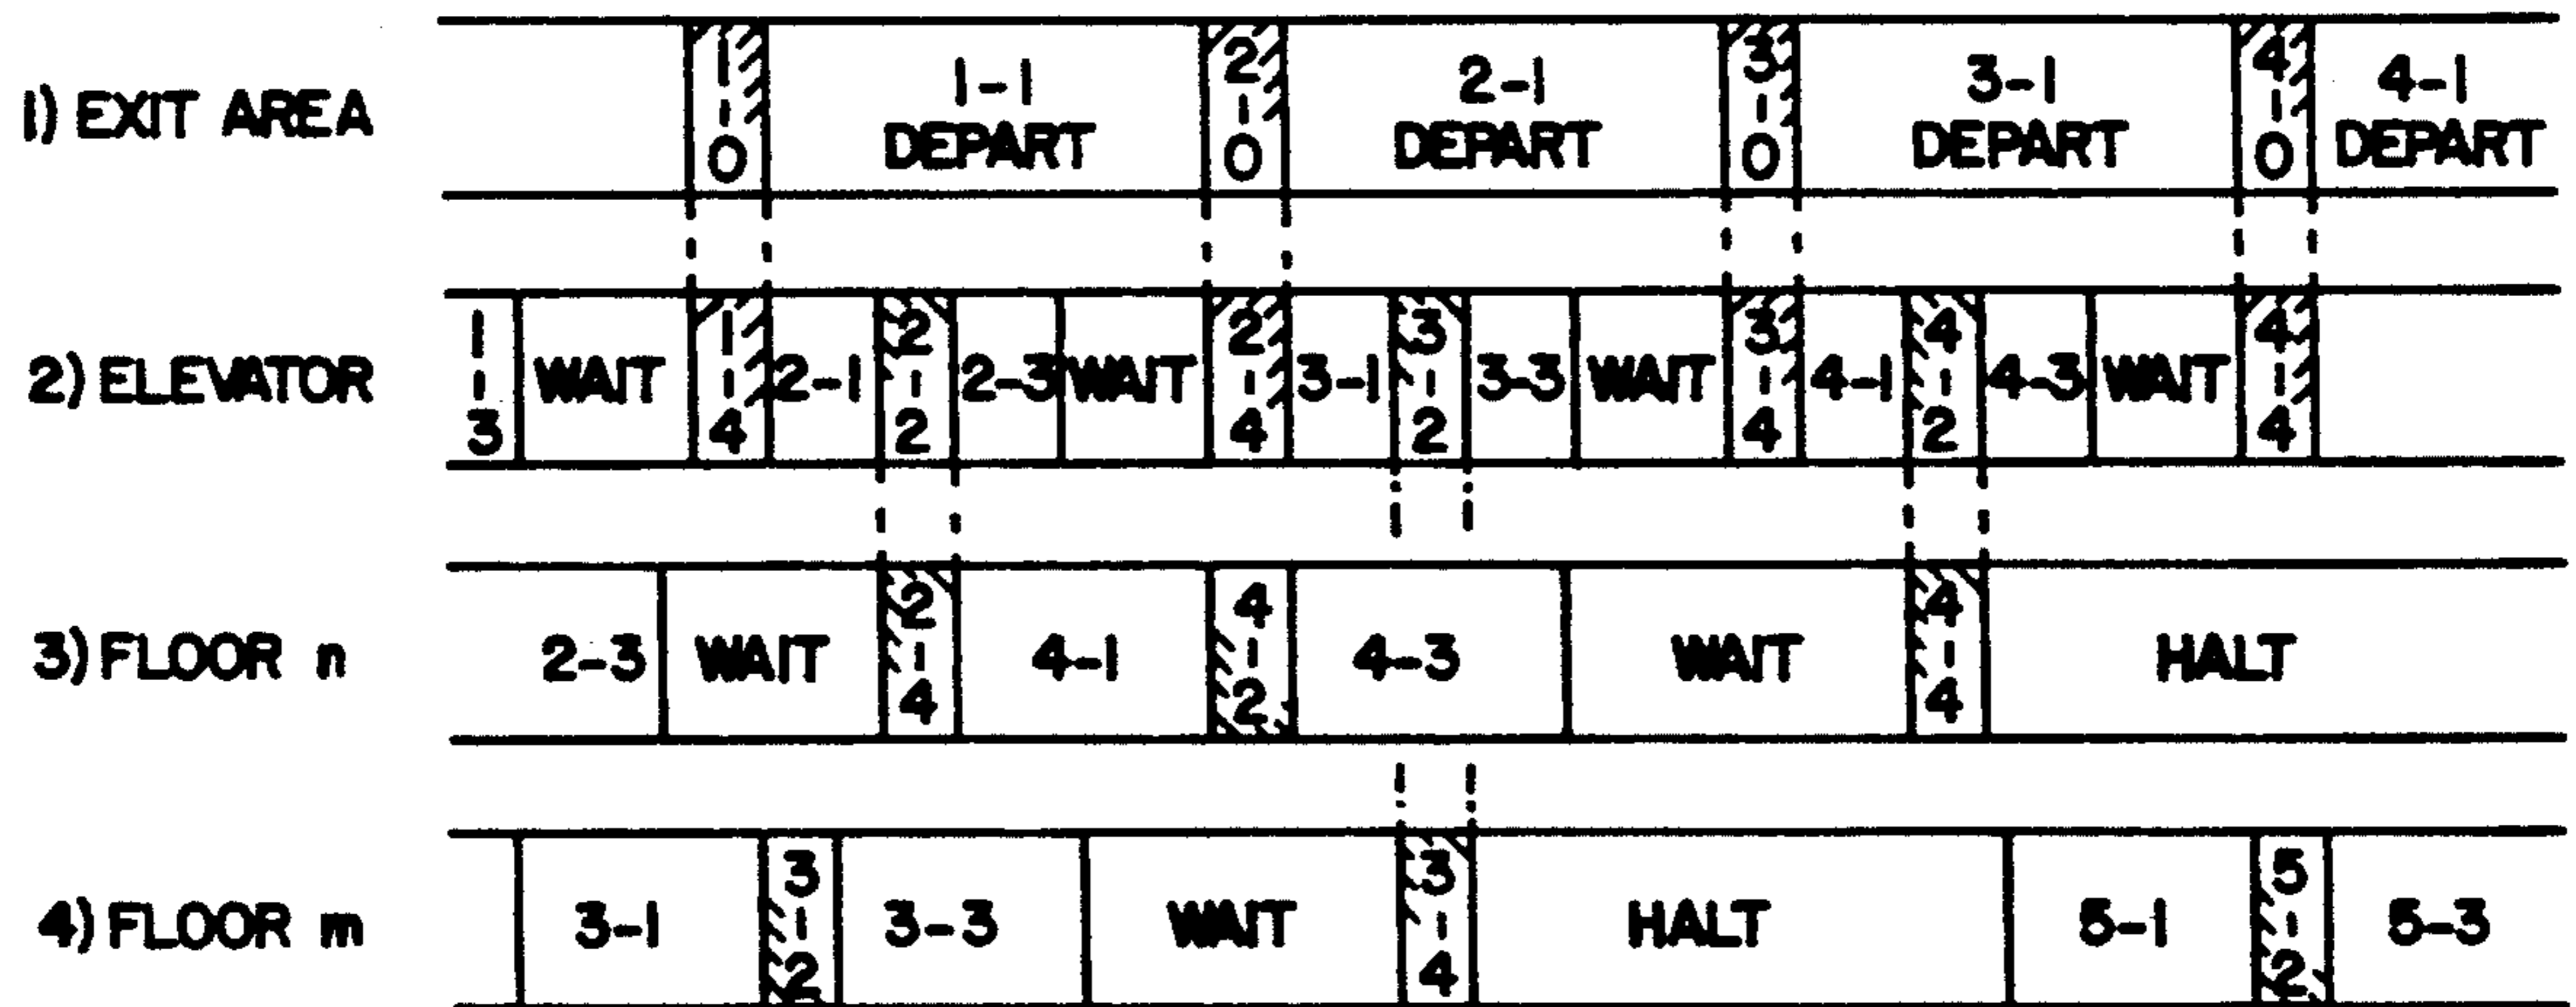 1) EXIT AREA 1-0 1-1 DEPART 2-0 2-1 DEPART 3-0 3-1 DEPART 4-0 4-1 DEPART
2) ELEVATOR 1-3 WAIT 1-4 2-1 2-2 2-3 WAIT 2-4 3-1 3-2 3-3 WAIT 3-4 4-1 4-2 4-3 WAIT 4-4
3) FLOOR n 2-3 WAIT 2-4 4-1 4-2 4-3 WAIT 4-4 HALT
4) FLOOR m 3-1 3-2 3-3 WAIT 3-4 HALT 5-1 5-2 5-3